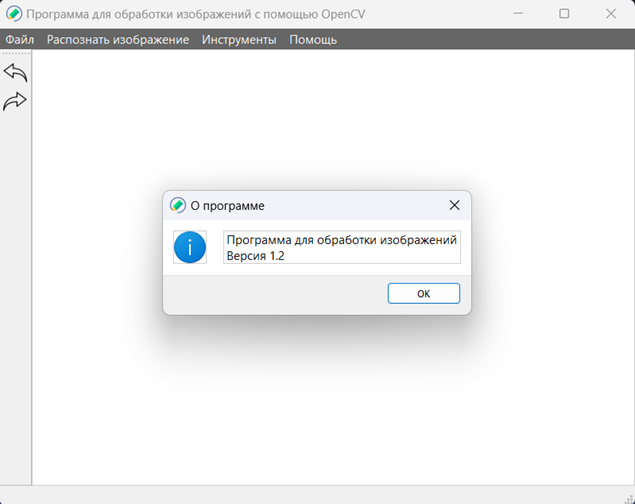 Программа для обработки изображений с помощью OpenCV
Файл Распознать изображение Инструменты Помощь
О программе
Программа для обработки изображений
Версия 1.2
ОК